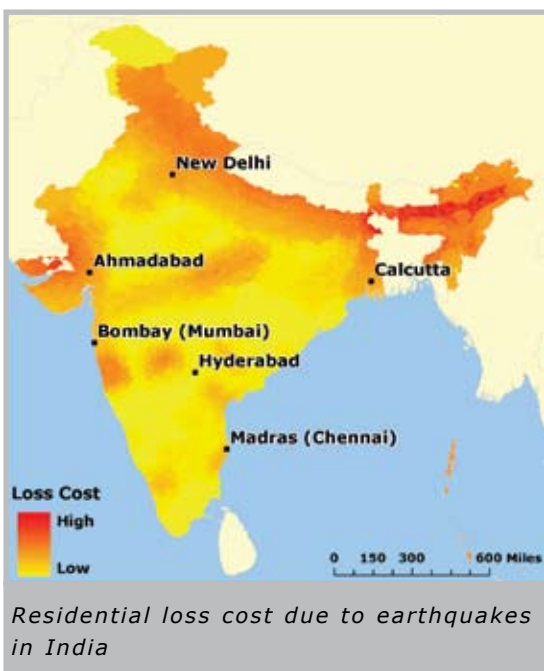 New Delhi
Ahmadabad
Calcutta
Bombay (Mumbai)
Hyderabad
Madras (Chennai)
Loss Cost
High
Low
0 150 300 600 Miles
Residential loss cost due to earthquakes
in India